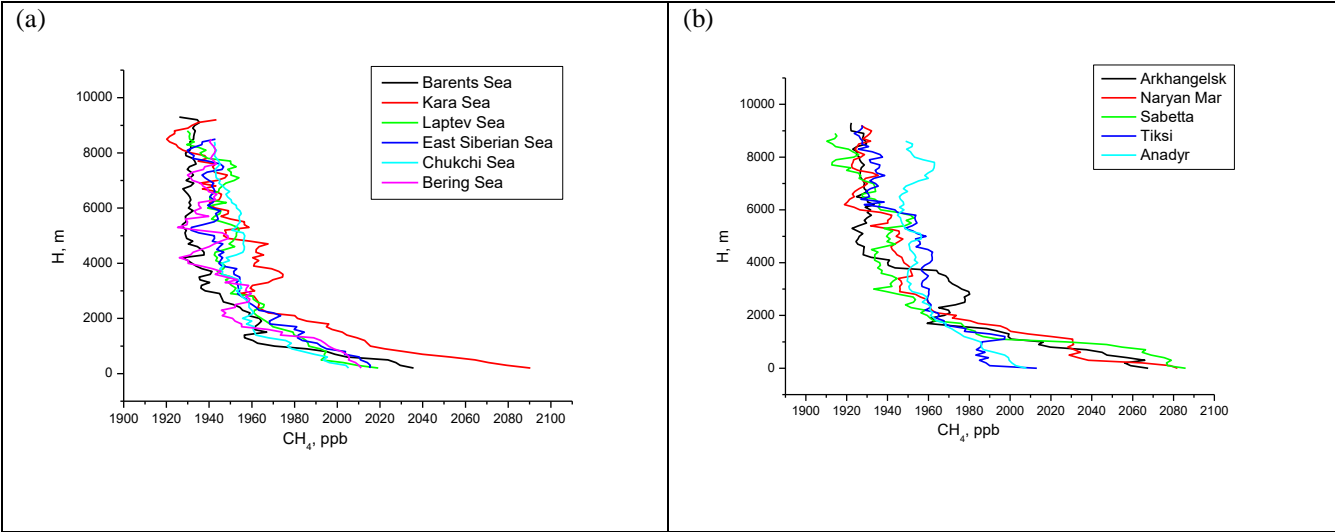 (a)
Barents Sea
Kara Sea
Laptev Sea
East Siberian Sea
Chukchi Sea
Bering Sea
10000
8000
6000
4000
2000
0
H, m
1900 1920 1940 1960 1980 2000 2020 2040 2060 2080 2100
CH₄, ppb
(b)
Arkhangelsk
Naryan Mar
Sabetta
Tiksi
Anadyr
10000
8000
6000
4000
2000
0
H, m
1900 1920 1940 1960 1980 2000 2020 2040 2060 2080 2100
CH₄, ppb